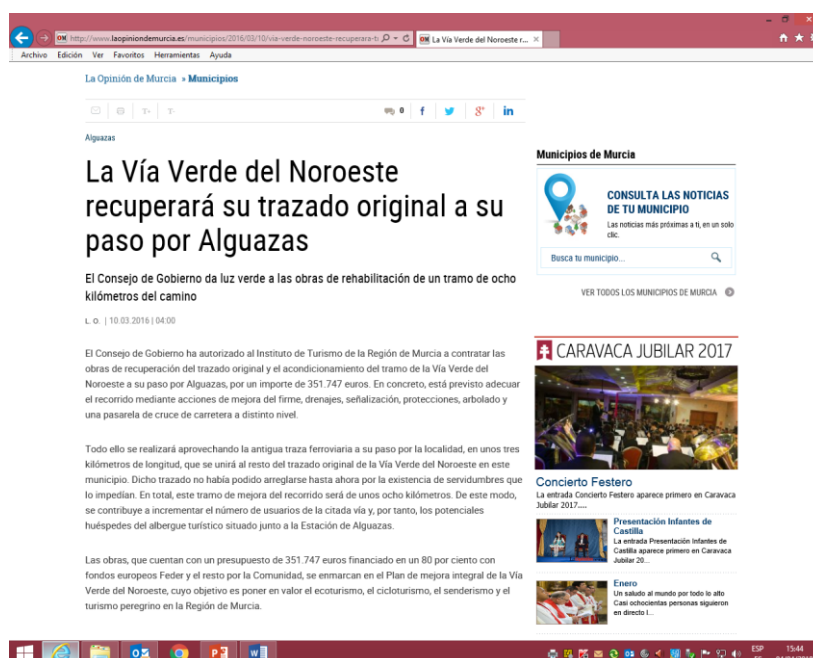 http://www.laopiniondemurcia.es/municipios/2016/03/10/via-verde-noroeste-recuperara-t
La Vía Verde del Noroeste r...
Archivo Edición Ver Favoritos Herramientas Ayuda
La Opinión de Murcia » Municipios
T+ T-
0
Alguazas
La Vía Verde del Noroeste
recuperará su trazado original a su
paso por Alguazas
El Consejo de Gobierno da luz verde a las obras de rehabilitación de un tramo de ocho
kilómetros del camino
L. O. | 10.03.2016 | 04:00
El Consejo de Gobierno ha autorizado al Instituto de Turismo de la Región de Murcia a contratar las
obras de recuperación del trazado original y el acondicionamiento del tramo de la Vía Verde del
Noroeste a su paso por Alguazas, por un importe de 351.747 euros. En concreto, está previsto adecuar
el recorrido mediante acciones de mejora del firme, drenajes, señalización, protecciones, arbolado y
una pasarela de cruce de carretera a distinto nivel.
Todo ello se realizará aprovechando la antigua traza ferroviaria a su paso por la localidad, en unos tres
kilómetros de longitud, que se unirá al resto del trazado original de la Vía Verde del Noroeste en este
municipio. Dicho trazado no había podido arreglarse hasta ahora por la existencia de servidumbres que
lo impedían. En total, este tramo de mejora del recorrido será de unos ocho kilómetros. De este modo,
se contribuye a incrementar el número de usuarios de la citada vía y, por tanto, los potenciales
huéspedes del albergue turístico situado junto a la Estación de Alguazas.
Las obras, que cuentan con un presupuesto de 351.747 euros financiado en un 80 por ciento con
fondos europeos Feder y el resto por la Comunidad, se enmarcan en el Plan de mejora integral de la Vía
Verde del Noroeste, cuyo objetivo es poner en valor el ecoturismo, el cicloturismo, el senderismo y el
turismo peregrino en la Región de Murcia.
Municipios de Murcia
CONSULTA LAS NOTICIAS
DE TU MUNICIPIO
Las noticias más próximas a ti, en un solo
clic.
Busca tu municipio...
VER TODOS LOS MUNICIPIOS DE MURCIA
CARAVACA JUBILAR 2017
Concierto Festero
La entrada Concierto Festero aparece primero en Caravaca
Jubilar 2017.....
Presentación Infantes de
Castilla
La entrada Presentación Infantes de
Castilla aparece primero en Caravaca
Jubilar 20...
Enero
Un saludo al mundo por todo lo alto
Casi ochocientas personas siguieron
en directo l...
ESP 15:44